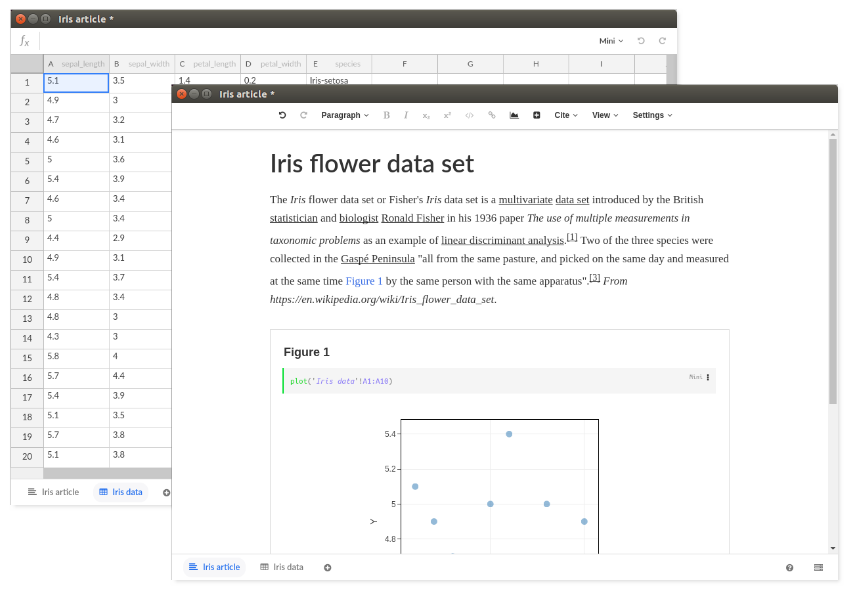 Iris article *
fx
Mini
A sepal_length B sepal_width C petal_length D petal_width E species F G H I
1 5.1 3.5 1.4 0.2 Iris-setosa
2 4.9 3
3 4.7 3.2
4 4.6 3.1
5 5 3.6
6 5.4 3.9
7 4.6 3.4
8 5 3.4
9 4.4 2.9
10 4.9 3.1
11 5.4 3.7
12 4.8 3.4
13 4.8 3
14 4.3 3
15 5.8 4
16 5.7 4.4
17 5.4 3.9
18 5.1 3.5
19 5.7 3.8
20 5.1 3.8
Iris article Iris data
Iris article *
Paragraph B I x₂ x² Cite View Settings
Iris flower data set
The Iris flower data set or Fisher's Iris data set is a multivariate data set introduced by the British
statistician and biologist Ronald Fisher in his 1936 paper The use of multiple measurements in
taxonomic problems as an example of linear discriminant analysis.[1] Two of the three species were
collected in the Gaspé Peninsula "all from the same pasture, and picked on the same day and measured
at the same time Figure 1 by the same person with the same apparatus".[3] From
https://en.wikipedia.org/wiki/Iris_flower_data_set.
Figure 1
plot('Iris data'!A1:A10)
Mini
5.4
5.2
5
4.8
Y
Iris article Iris data